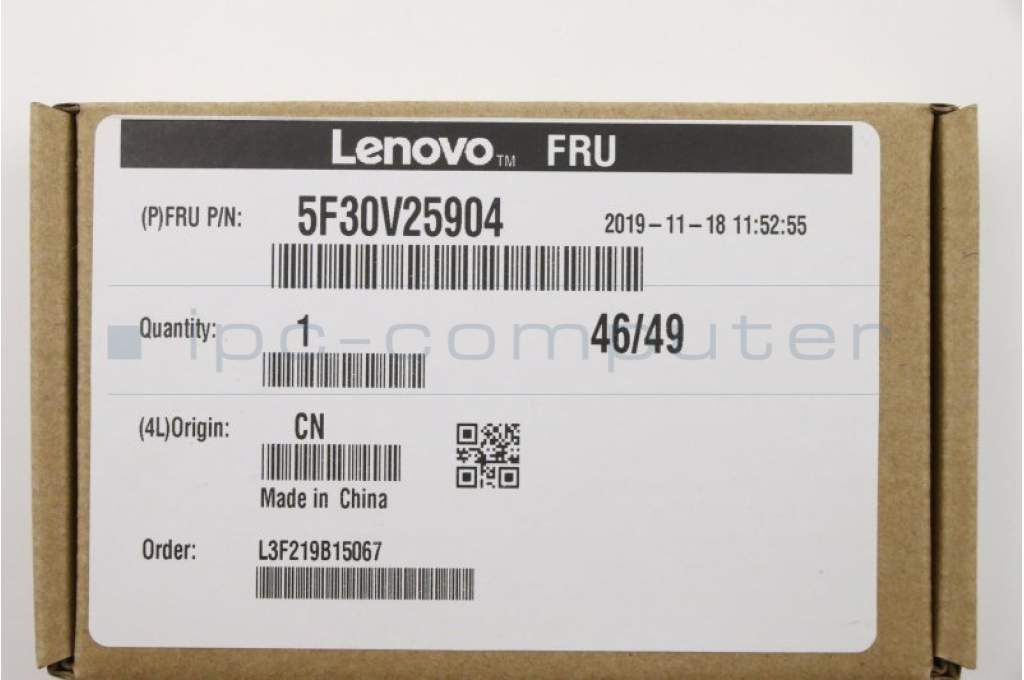 Lenovo™ FRU
(P)FRU P/N: 5F30V25904 2019-11-18 11:52:55
Quantity: 1 46/49
ipc-computer
(4L)Origin: CN
Made in China
Order: L3F219B15067